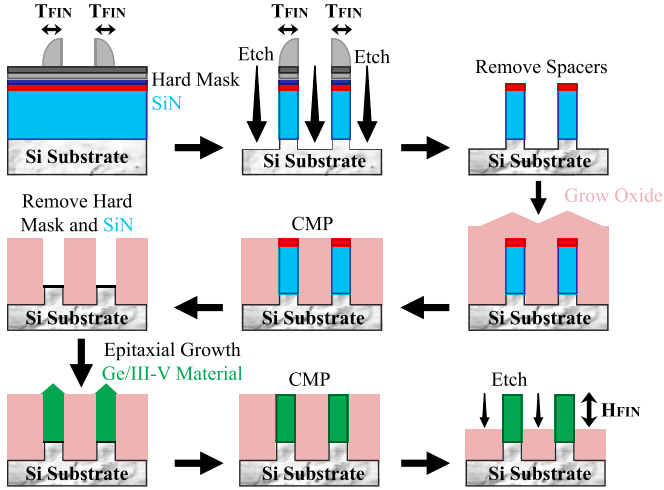 TFIN TFIN
Hard Mask
SiN
Si Substrate
TFIN TFIN
Etch Etch
Si Substrate
Remove Spacers
Si Substrate
Grow Oxide
Si Substrate
CMP
Si Substrate
Remove Hard
Mask and SiN
Si Substrate
Epitaxial Growth
Ge/III-V Material
Si Substrate
CMP
Si Substrate
Etch
HFIN
Si Substrate